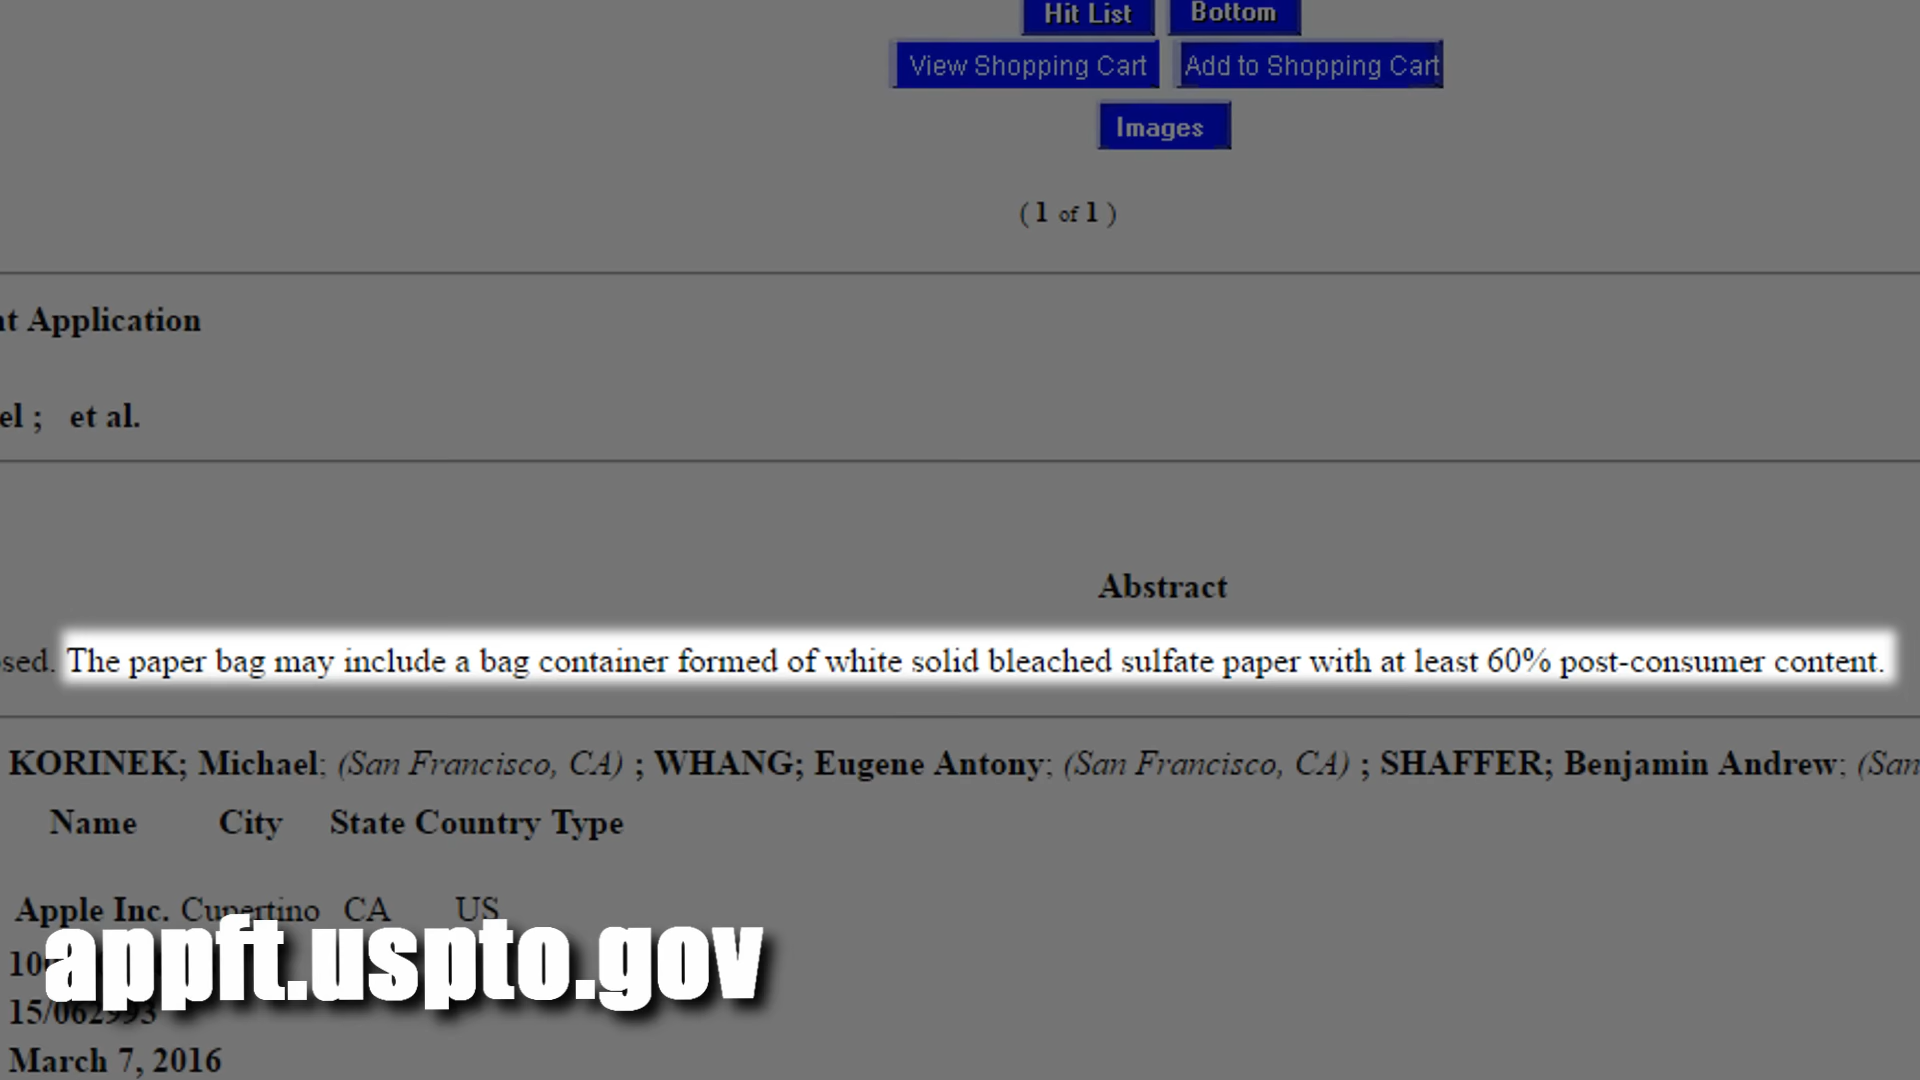 Hit List Bottom
View Shopping Cart Add to Shopping Cart
Images
( 1 of 1 )
Application
et al.
Abstract
The paper bag may include a bag container formed of white solid bleached sulfate paper with at least 60% post-consumer content.
KORINEK; Michael; (San Francisco, CA) ; WHANG; Eugene Antony; (San Francisco, CA) ; SHAFFER; Benjamin Andrew; (San
Name City State Country Type
Apple Inc. Cupertino CA US
appft.uspto.gov
15/062993
March 7, 2016